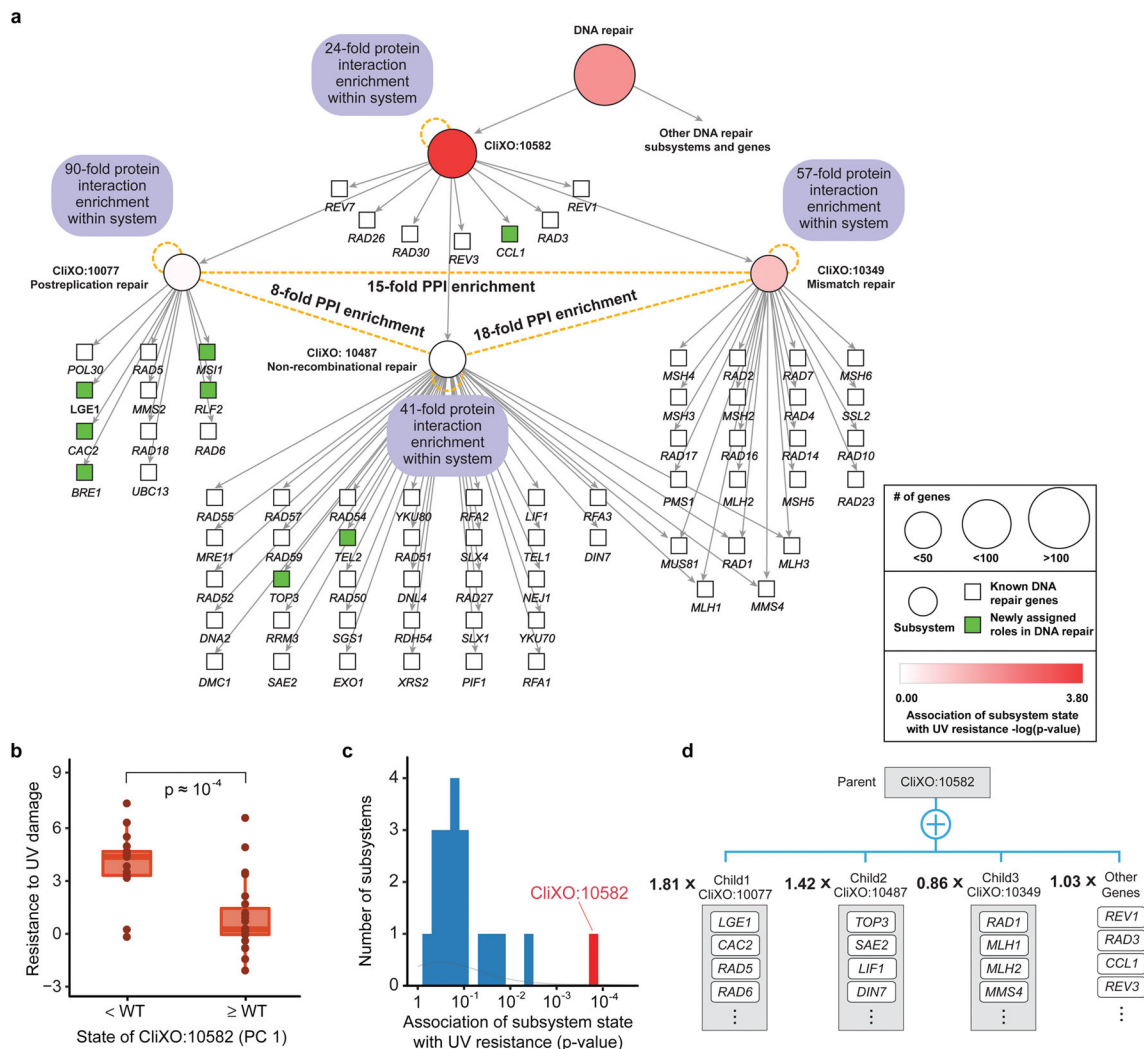 a
DNA repair
24-fold protein
interaction
enrichment
within system
Other DNA repair
subsystems and genes
CliXO:10582
90-fold protein
interaction
enrichment
within system
57-fold protein
interaction
enrichment
within system
REV7
REV1
RAD26
RAD3
RAD30
REV3
CCL1
CliXO:10077
Postreplication repair
CliXO:10349
Mismatch repair
15-fold PPI enrichment
8-fold PPI enrichment
18-fold PPI enrichment
CliXO: 10487
Non-recombinational repair
41-fold protein
interaction
enrichment
within system
POL30
RAD5
MSI1
LGE1
MMS2
RLF2
CAC2
RAD18
RAD6
BRE1
UBC13
MSH4
RAD2
RAD7
MSH6
MSH3
MSH2
RAD4
SSL2
RAD17
RAD16
RAD14
RAD10
PMS1
MLH2
MSH5
RAD23
RAD55
RAD57
RAD54
YKU80
RFA2
LIF1
RFA3
MRE11
RAD59
TEL2
RAD51
SLX4
TEL1
DIN7
MUS81
RAD1
MLH3
RAD52
TOP3
RAD50
DNL4
RAD27
NEJ1
MLH1
MMS4
DNA2
RRM3
SGS1
RDH54
SLX1
YKU70
DMC1
SAE2
EXO1
XRS2
PIF1
RFA1
# of genes
<50
<100
>100
Subsystem
Known DNA
repair genes
Newly assigned
roles in DNA repair
0.00
3.80
Association of subsystem state
with UV resistance -log(p-value)
b
Resistance to UV damage
9
6
3
0
−3
p ≈ 10⁻⁴
< WT
≥ WT
State of CliXO:10582 (PC 1)
c
Number of subsystems
4
2
0
CliXO:10582
1
10⁻¹
10⁻²
10⁻³
10⁻⁴
Association of subsystem state
with UV resistance (p-value)
d
Parent
CliXO:10582
1.81 x
Child1
CliXO:10077
LGE1
CAC2
RAD5
RAD6
⋮
1.42 x
Child2
CliXO:10487
TOP3
SAE2
LIF1
DIN7
⋮
0.86 x
Child3
CliXO:10349
RAD1
MLH1
MLH2
MMS4
⋮
1.03 x
Other
Genes
REV1
RAD3
CCL1
REV3
⋮